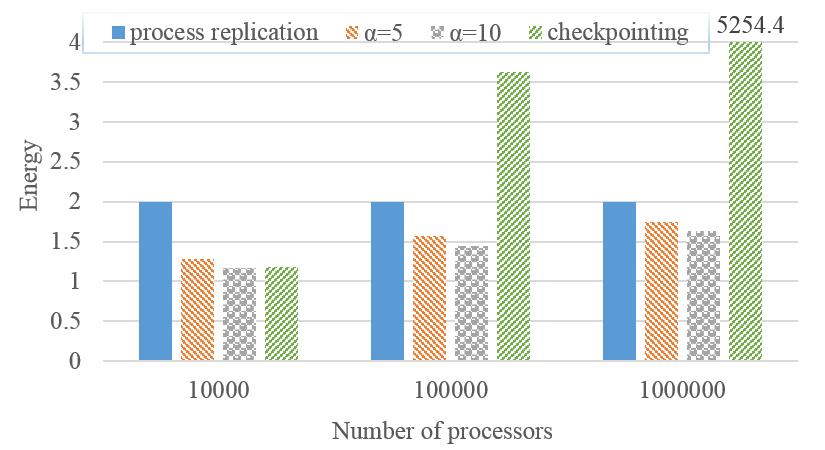 process replication α=5 α=10 checkpointing 5254.4
4
3.5
3
2.5
2
1.5
1
0.5
0
Energy
10000 100000 1000000
Number of processors